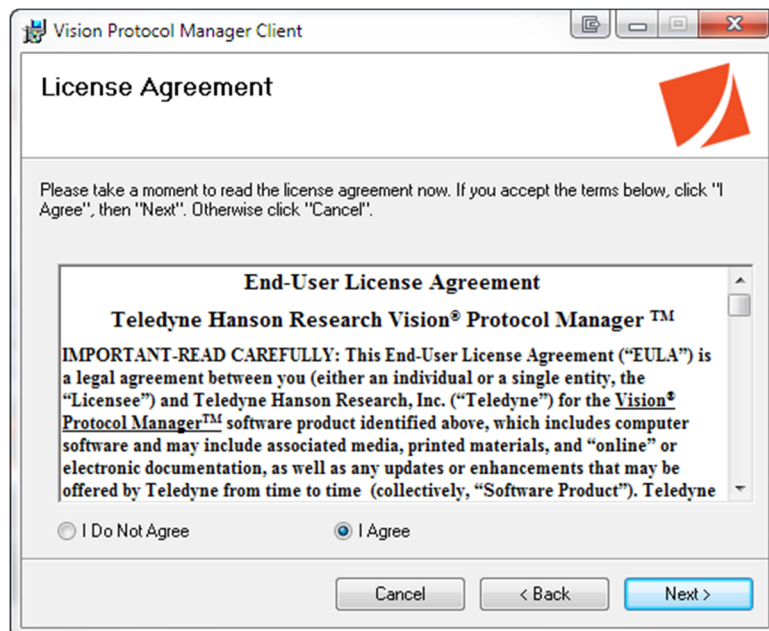 Vision Protocol Manager Client
License Agreement
Please take a moment to read the license agreement now. If you accept the terms below, click "I
Agree", then "Next". Otherwise click "Cancel".
End-User License Agreement
Teledyne Hanson Research Vision® Protocol Manager ™
IMPORTANT-READ CAREFULLY: This End-User License Agreement (“EULA”) is
a legal agreement between you (either an individual or a single entity, the
“Licensee”) and Teledyne Hanson Research, Inc. (“Teledyne”) for the Vision®
Protocol Manager™ software product identified above, which includes computer
software and may include associated media, printed materials, and “online” or
electronic documentation, as well as any updates or enhancements that may be
offered by Teledyne from time to time (collectively, “Software Product”). Teledyne
I Do Not Agree
I Agree
Cancel
< Back
Next >